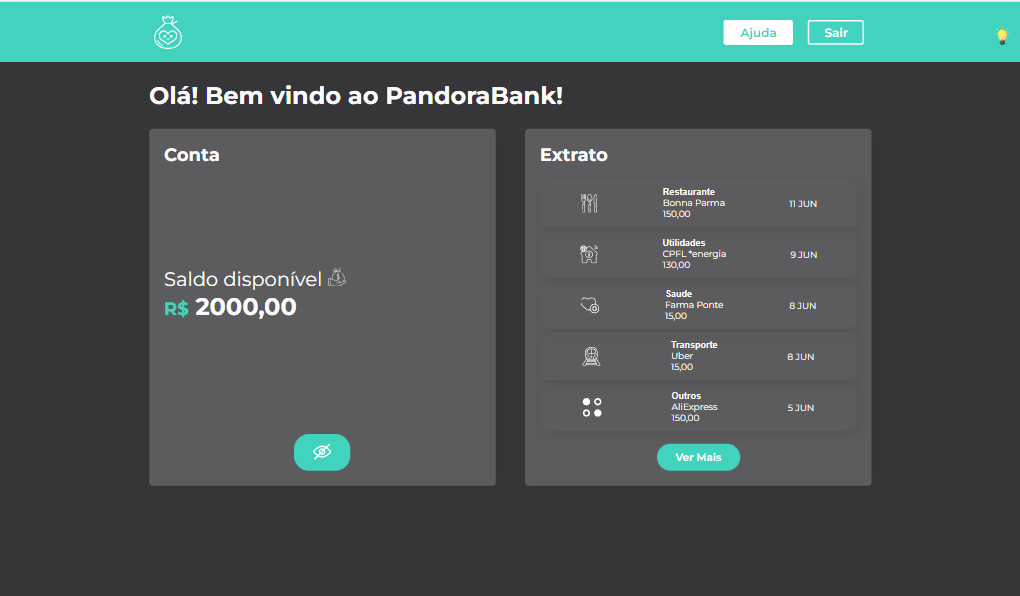 Ajuda
Sair
Olá! Bem vindo ao PandoraBank!
Conta
Saldo disponível
R$ 2000,00
Extrato
Restaurante
Bonna Parma
150,00
11 JUN
Utilidades
CPFL *energia
130,00
9 JUN
Saude
Farma Ponte
15,00
8 JUN
Transporte
Uber
15,00
8 JUN
Outros
AliExpress
150,00
5 JUN
Ver Mais